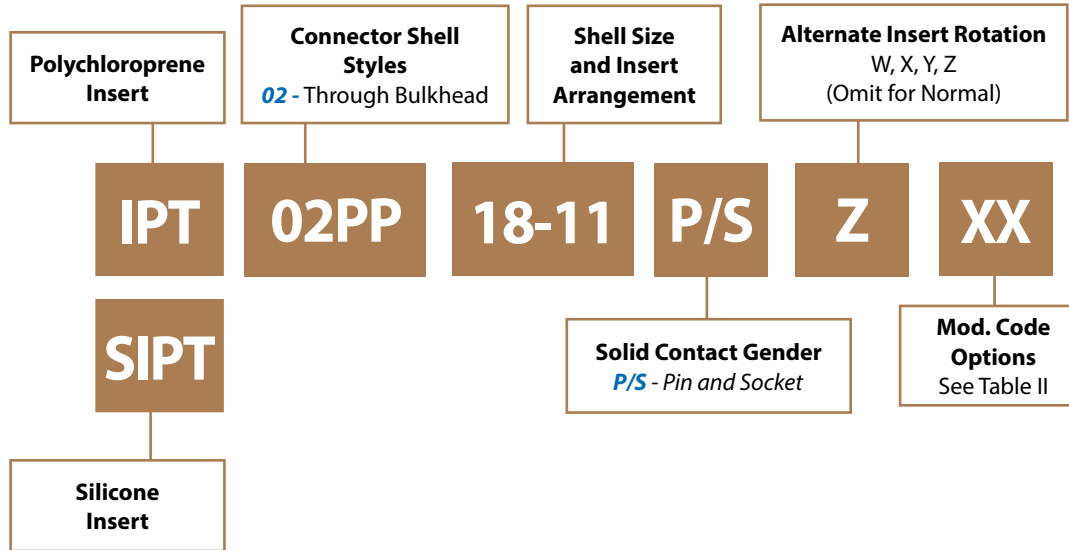 Polychloroprene
Insert
Connector Shell
Styles
02 - Through Bulkhead
Shell Size
and Insert
Arrangement
Alternate Insert Rotation
W, X, Y, Z
(Omit for Normal)
IPT
02PP
18-11
P/S
Z
XX
SIPT
Solid Contact Gender
P/S - Pin and Socket
Mod. Code
Options
See Table II
Silicone
Insert